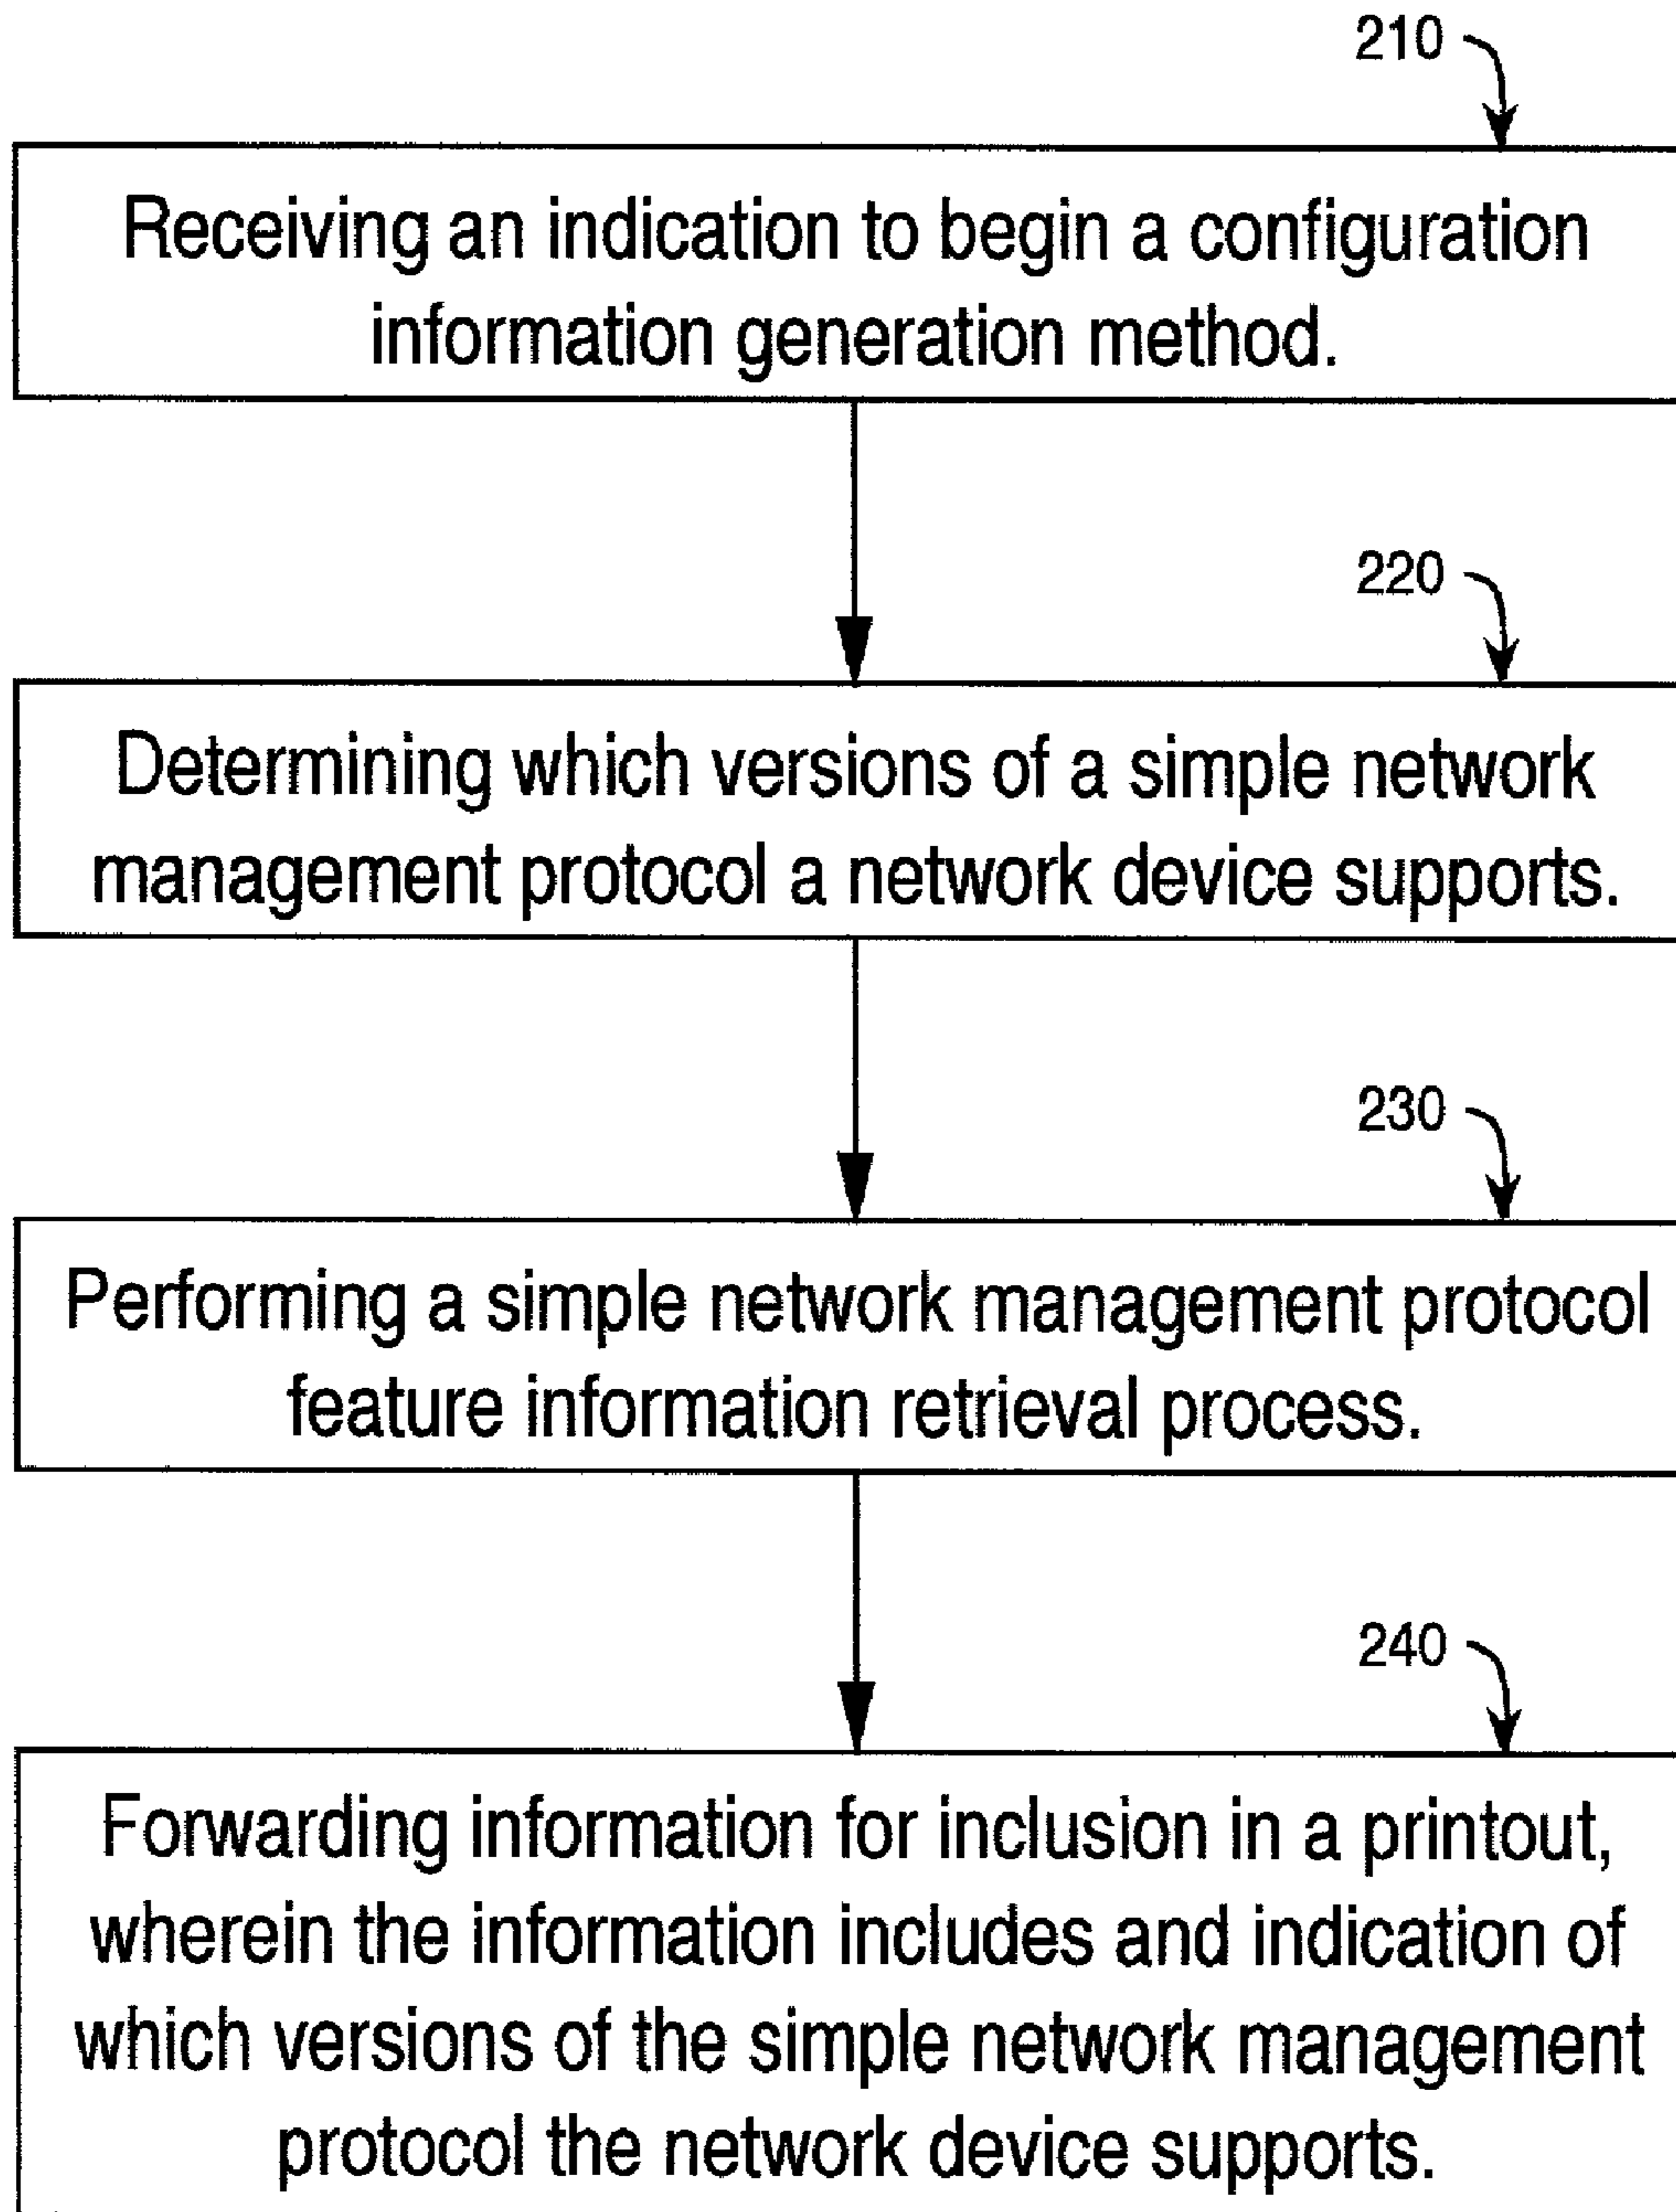 210
Receiving an indication to begin a configuration
information generation method.
220
Determining which versions of a simple network
management protocol a network device supports.
230
Performing a simple network management protocol
feature information retrieval process.
240
Forwarding information for inclusion in a printout,
wherein the information includes and indication of
which versions of the simple network management
protocol the network device supports.